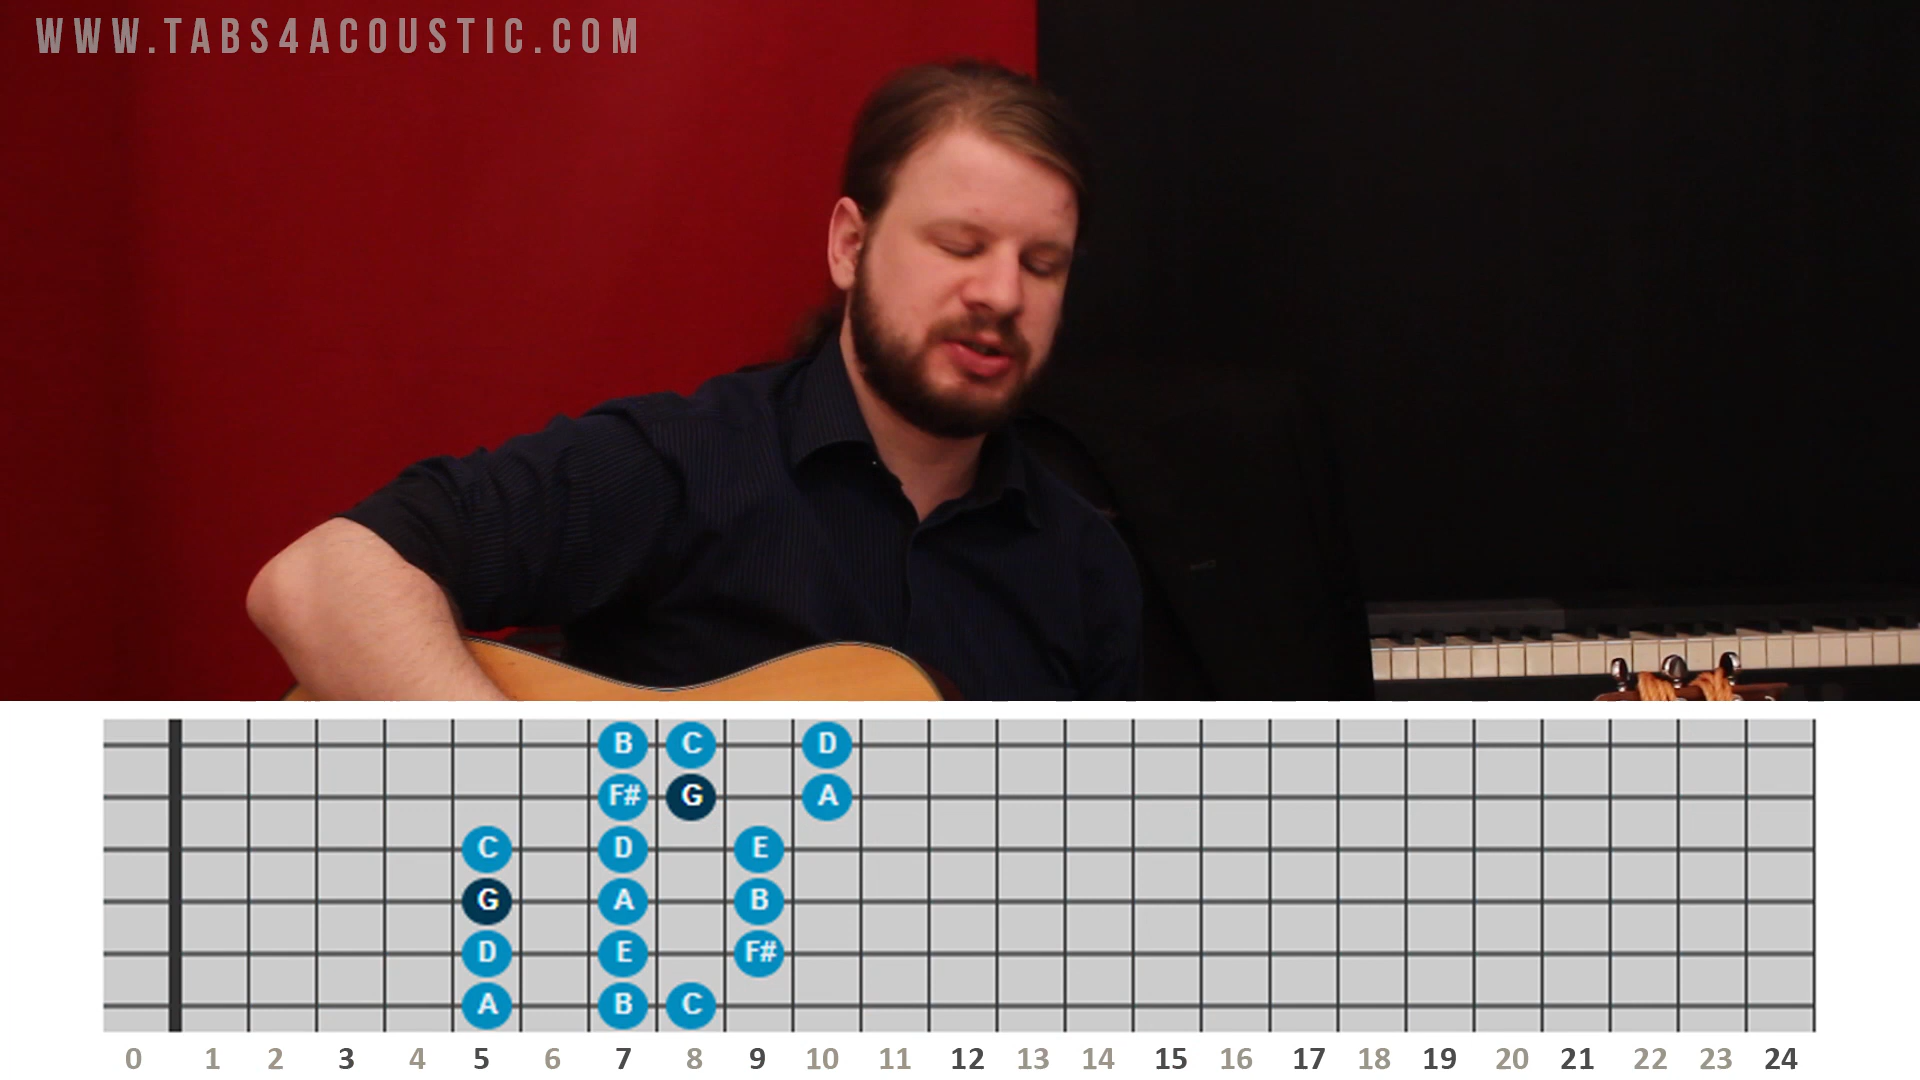 WWW.TABS4ACOUSTIC.COM
B C D
F# G A
C D E
G A B
D E F#
A B C
0 1 2 3 4 5 6 7 8 9 10 11 12 13 14 15 16 17 18 19 20 21 22 23 24